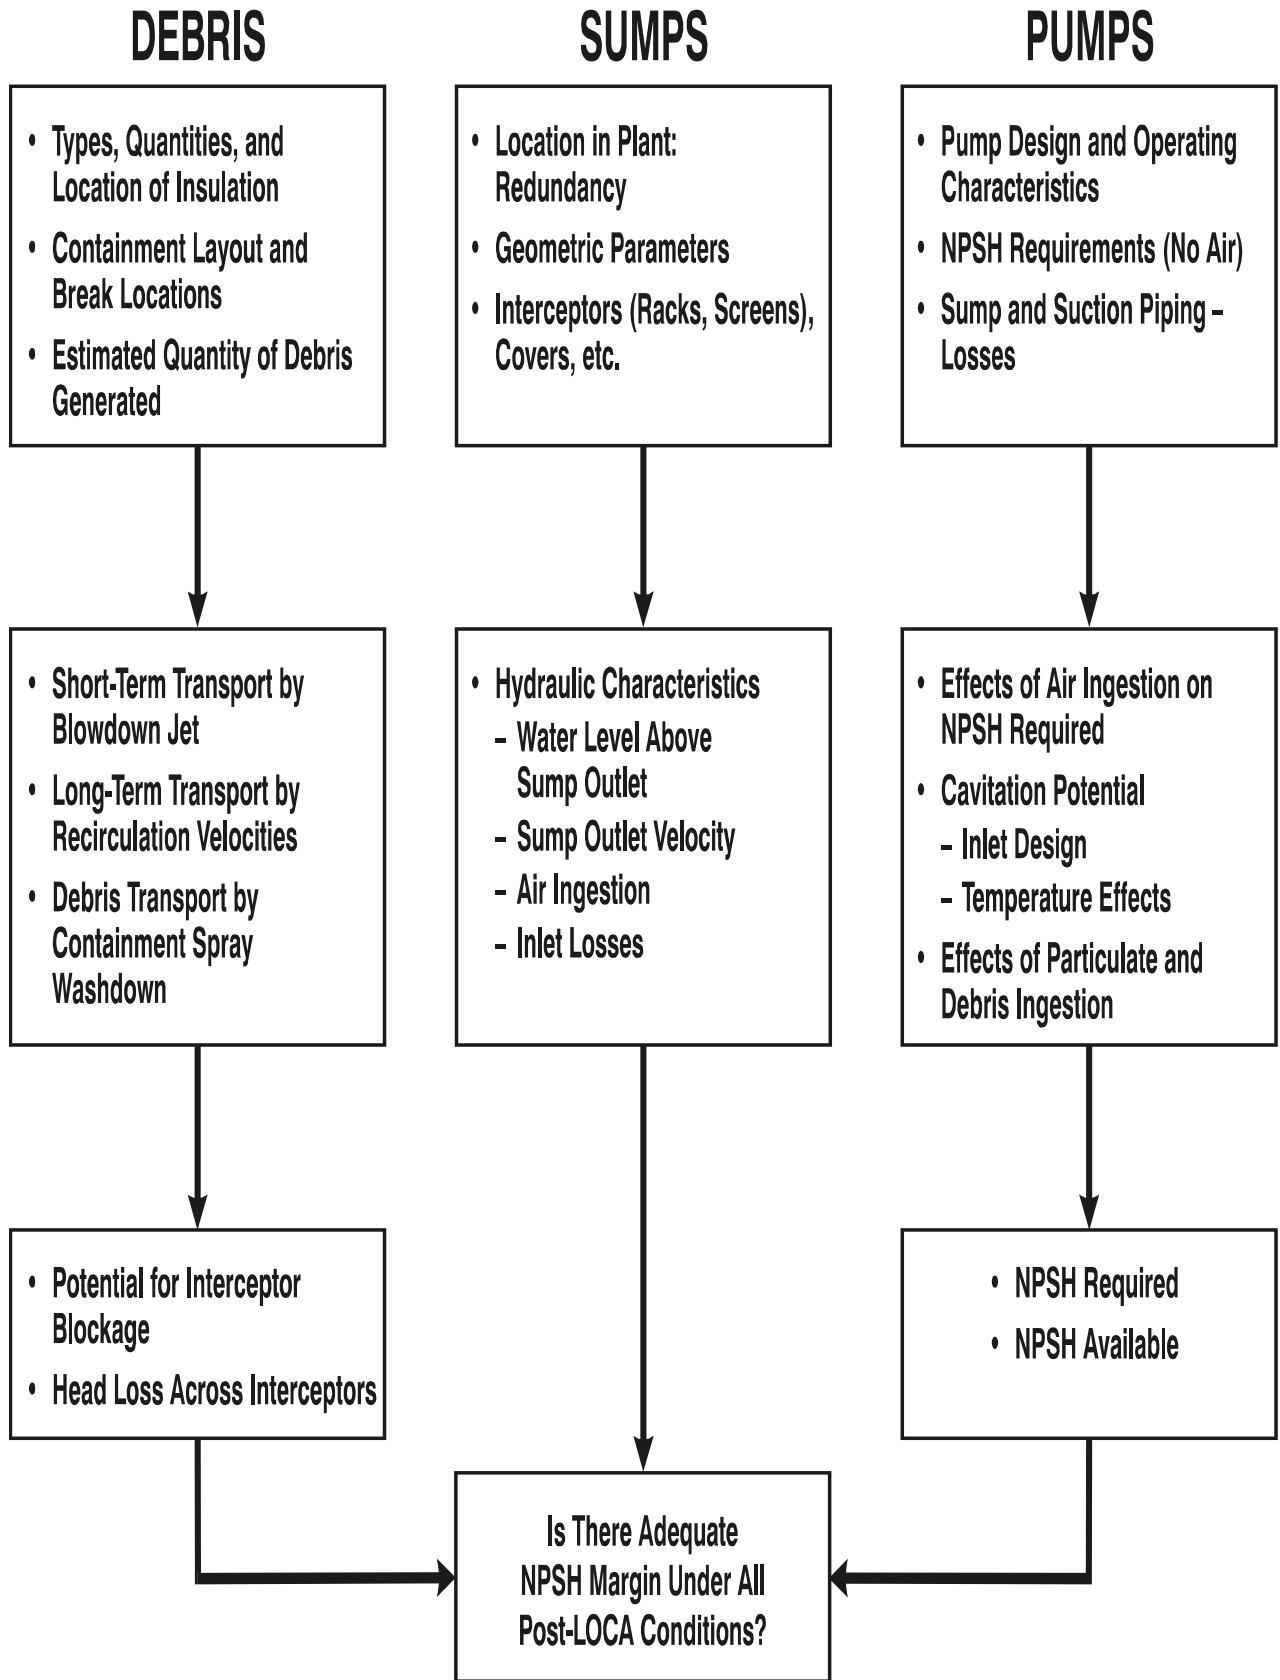 DEBRIS
• Types, Quantities, and
Location of Insulation
• Containment Layout and
Break Locations
• Estimated Quantity of Debris
Generated
• Short-Term Transport by
Blowdown Jet
• Long-Term Transport by
Recirculation Velocities
• Debris Transport by
Containment Spray
Washdown
• Potential for Interceptor
Blockage
• Head Loss Across Interceptors
SUMPS
• Location in Plant:
Redundancy
• Geometric Parameters
• Interceptors (Racks, Screens),
Covers, etc.
• Hydraulic Characteristics
– Water Level Above
Sump Outlet
– Sump Outlet Velocity
– Air Ingestion
– Inlet Losses
PUMPS
• Pump Design and Operating
Characteristics
• NPSH Requirements (No Air)
• Sump and Suction Piping –
Losses
• Effects of Air Ingestion on
NPSH Required
• Cavitation Potential
– Inlet Design
– Temperature Effects
• Effects of Particulate and
Debris Ingestion
• NPSH Required
• NPSH Available
Is There Adequate
NPSH Margin Under All
Post-LOCA Conditions?